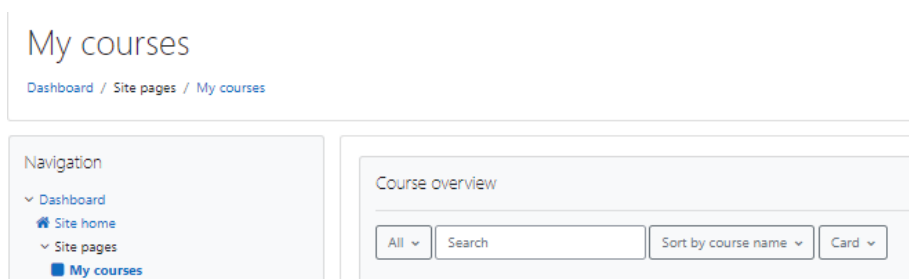 My courses
Dashboard / Site pages / My courses
Navigation
Dashboard
Site home
Site pages
My courses
Course overview
All
Search
Sort by course name
Card